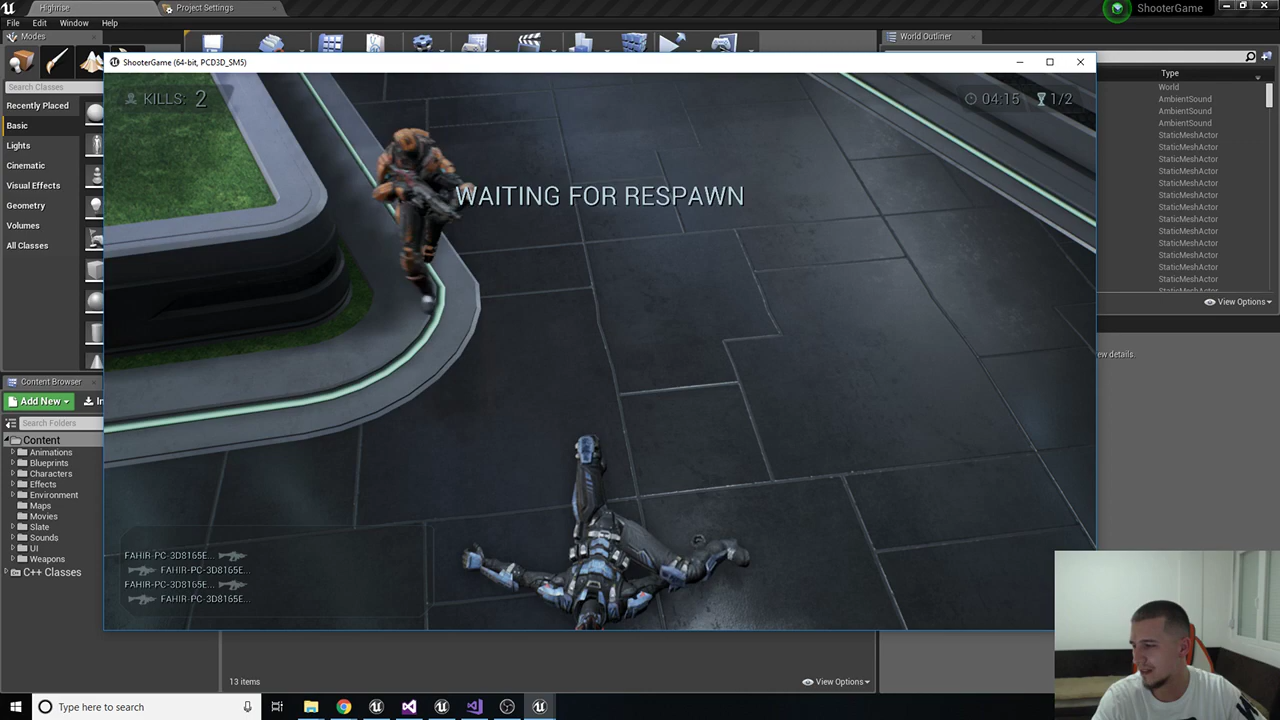 Highrise
Project Settings
ShooterGame
File Edit Window Help
Modes
World Outliner
ShooterGame (64-bit, PCD3D_SM5)
Search Classes
Type
Recently Placed
Basic
Lights
Cinematic
Visual Effects
Geometry
Volumes
All Classes
World
AmbientSound
AmbientSound
AmbientSound
StaticMeshActor
StaticMeshActor
StaticMeshActor
StaticMeshActor
StaticMeshActor
StaticMeshActor
StaticMeshActor
StaticMeshActor
StaticMeshActor
StaticMeshActor
StaticMeshActor
StaticMeshActor
StaticMeshActor
StaticMeshActor
View Options
KILLS: 2
04:15
1/2
WAITING FOR RESPAWN
ew details.
Content Browser
Add New
Search Folders
Content
Animations
Blueprints
Characters
Effects
Environment
Maps
Movies
Slate
Sounds
UI
Weapons
C++ Classes
FAHIR-PC-3D8165E...
FAHIR-PC-3D8165E...
FAHIR-PC-3D8165E...
FAHIR-PC-3D8165E...
13 items
View Options
Type here to search